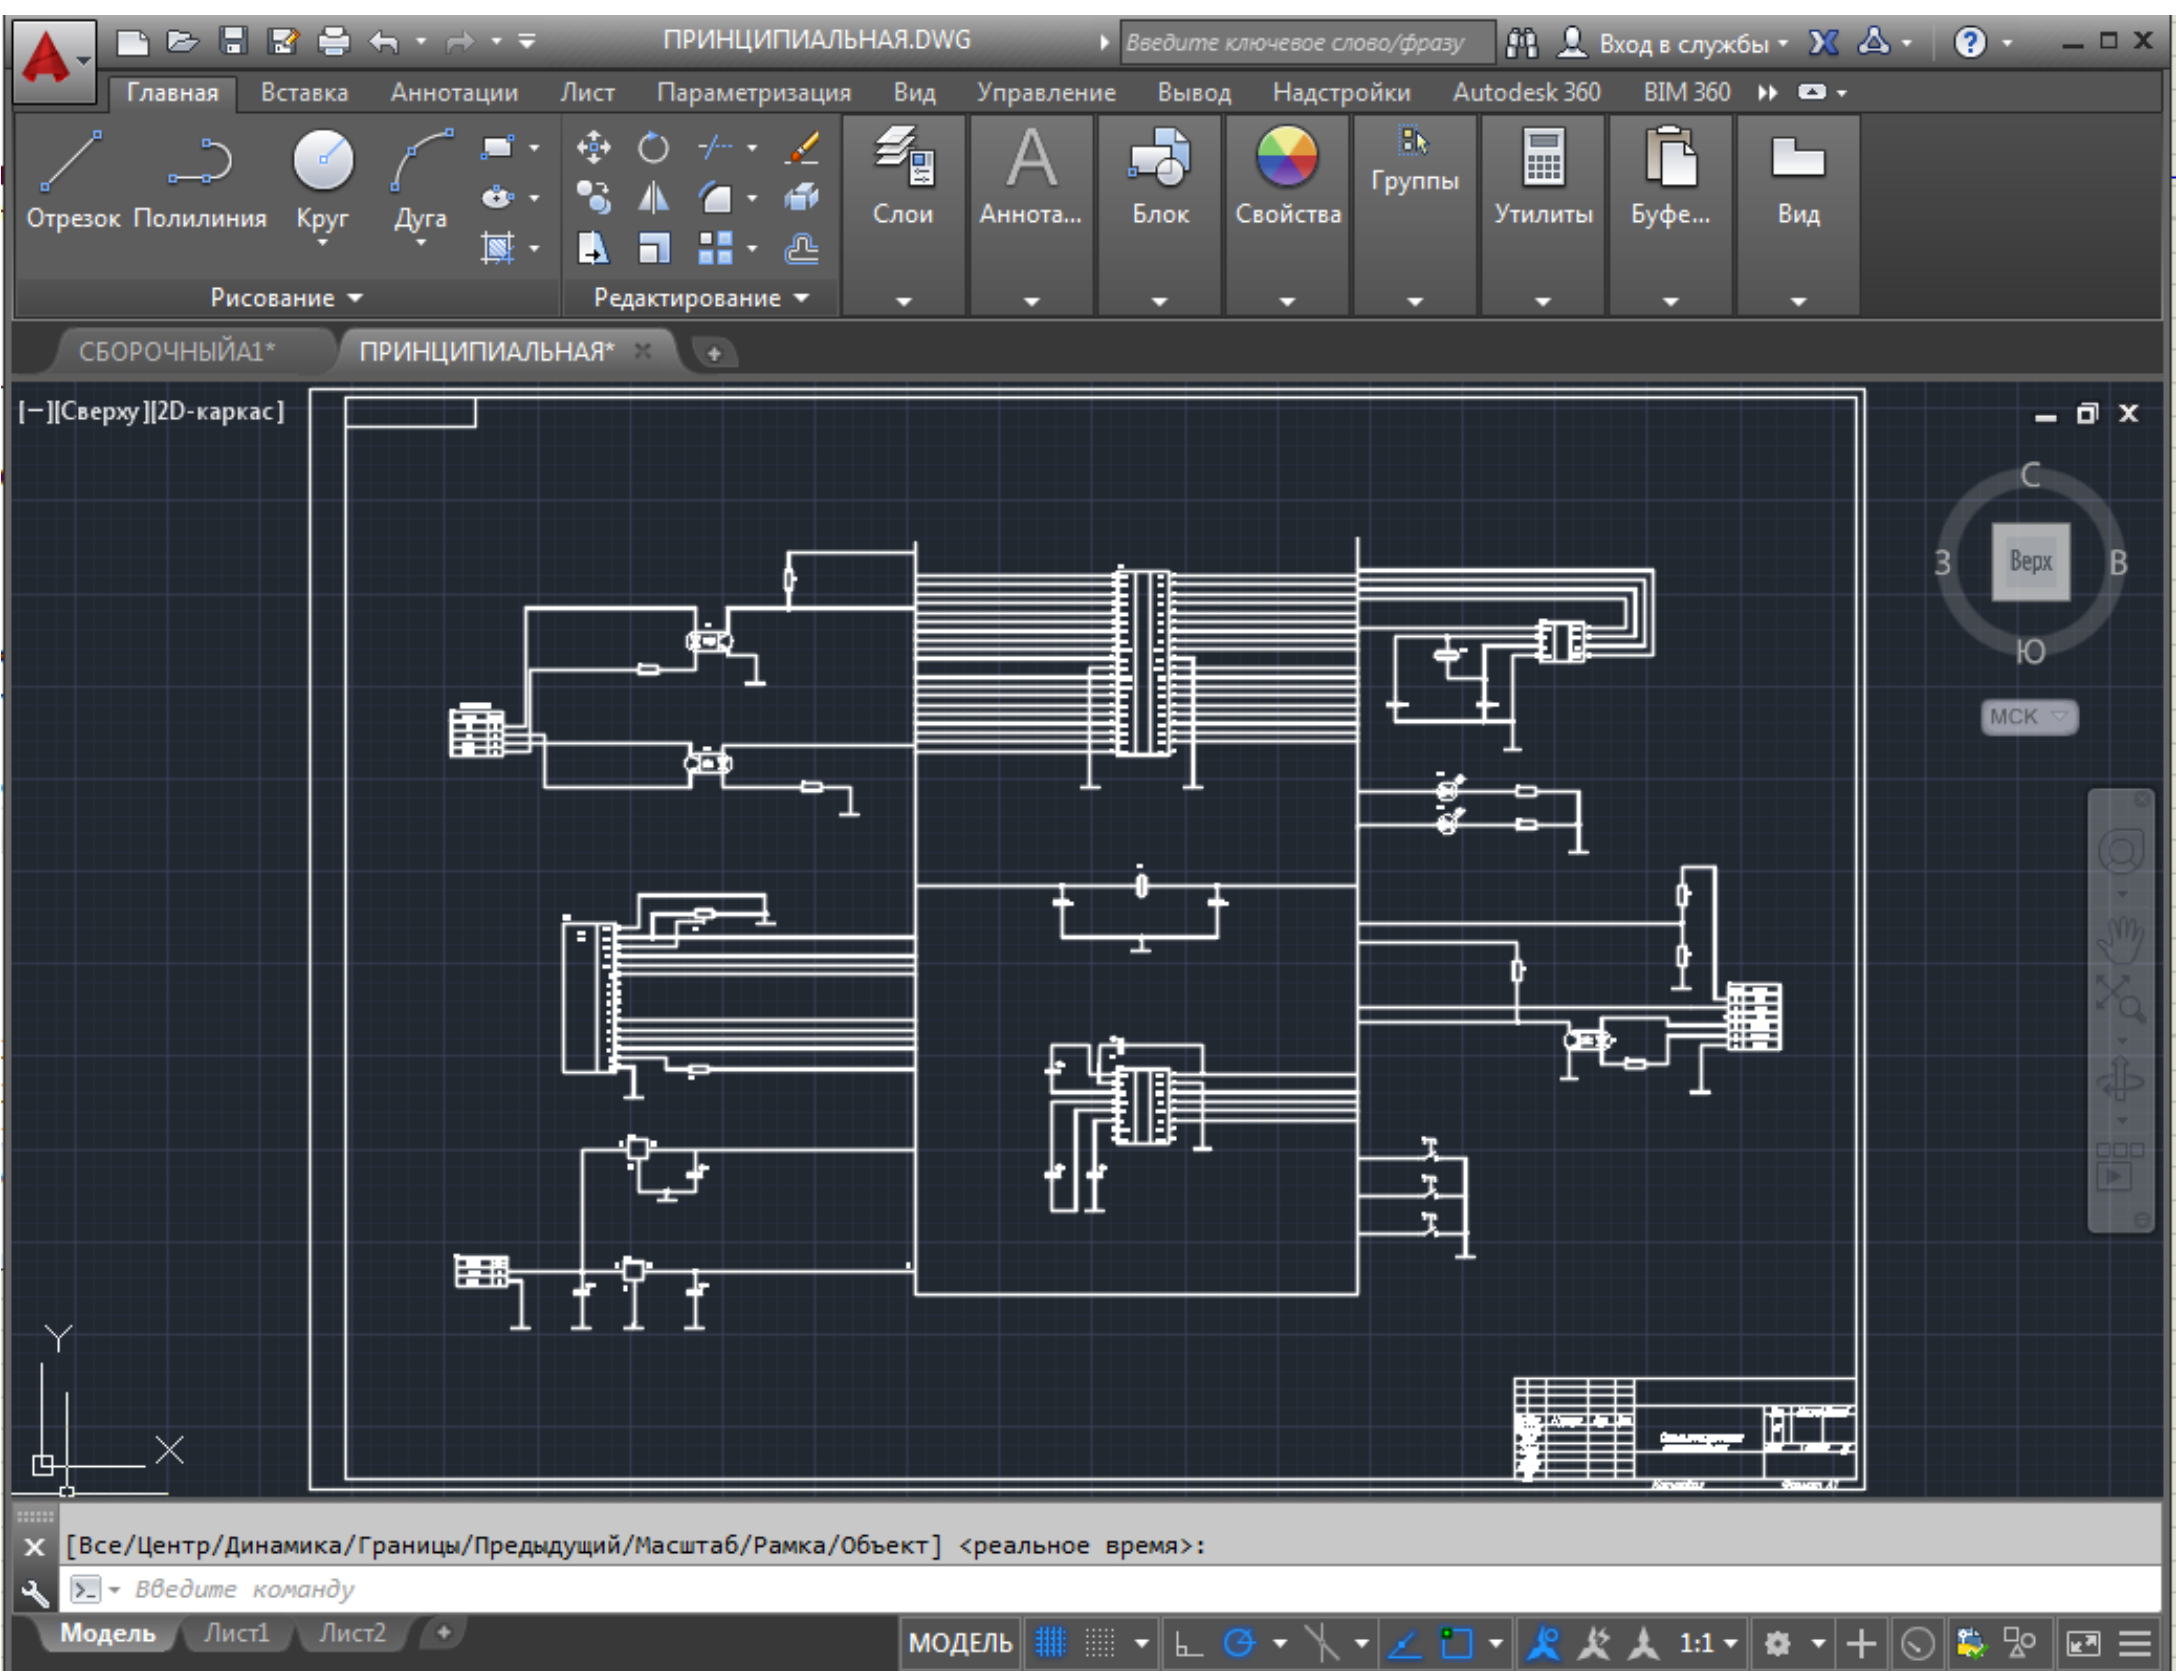 ПРИНЦИПИАЛЬНАЯ.DWG
Введите ключевое слово/фразу
Вход в службы
Главная Вставка Аннотации Лист Параметризация Вид Управление Вывод Надстройки Autodesk 360 BIM 360
Отрезок Полилиния Круг Дуга
Слои Аннота... Блок Свойства Группы Утилиты Буфе... Вид
Рисование Редактирование
СБОРОЧНЫЙА1* ПРИНЦИПИАЛЬНАЯ*
[−][Сверху][2D-каркас]
С
З Верх В
Ю
МСК
Y
X
[Все/Центр/Динамика/Границы/Предыдущий/Масштаб/Рамка/Объект] <реальное время>:
Введите команду
Модель Лист1 Лист2
МОДЕЛЬ 1:1